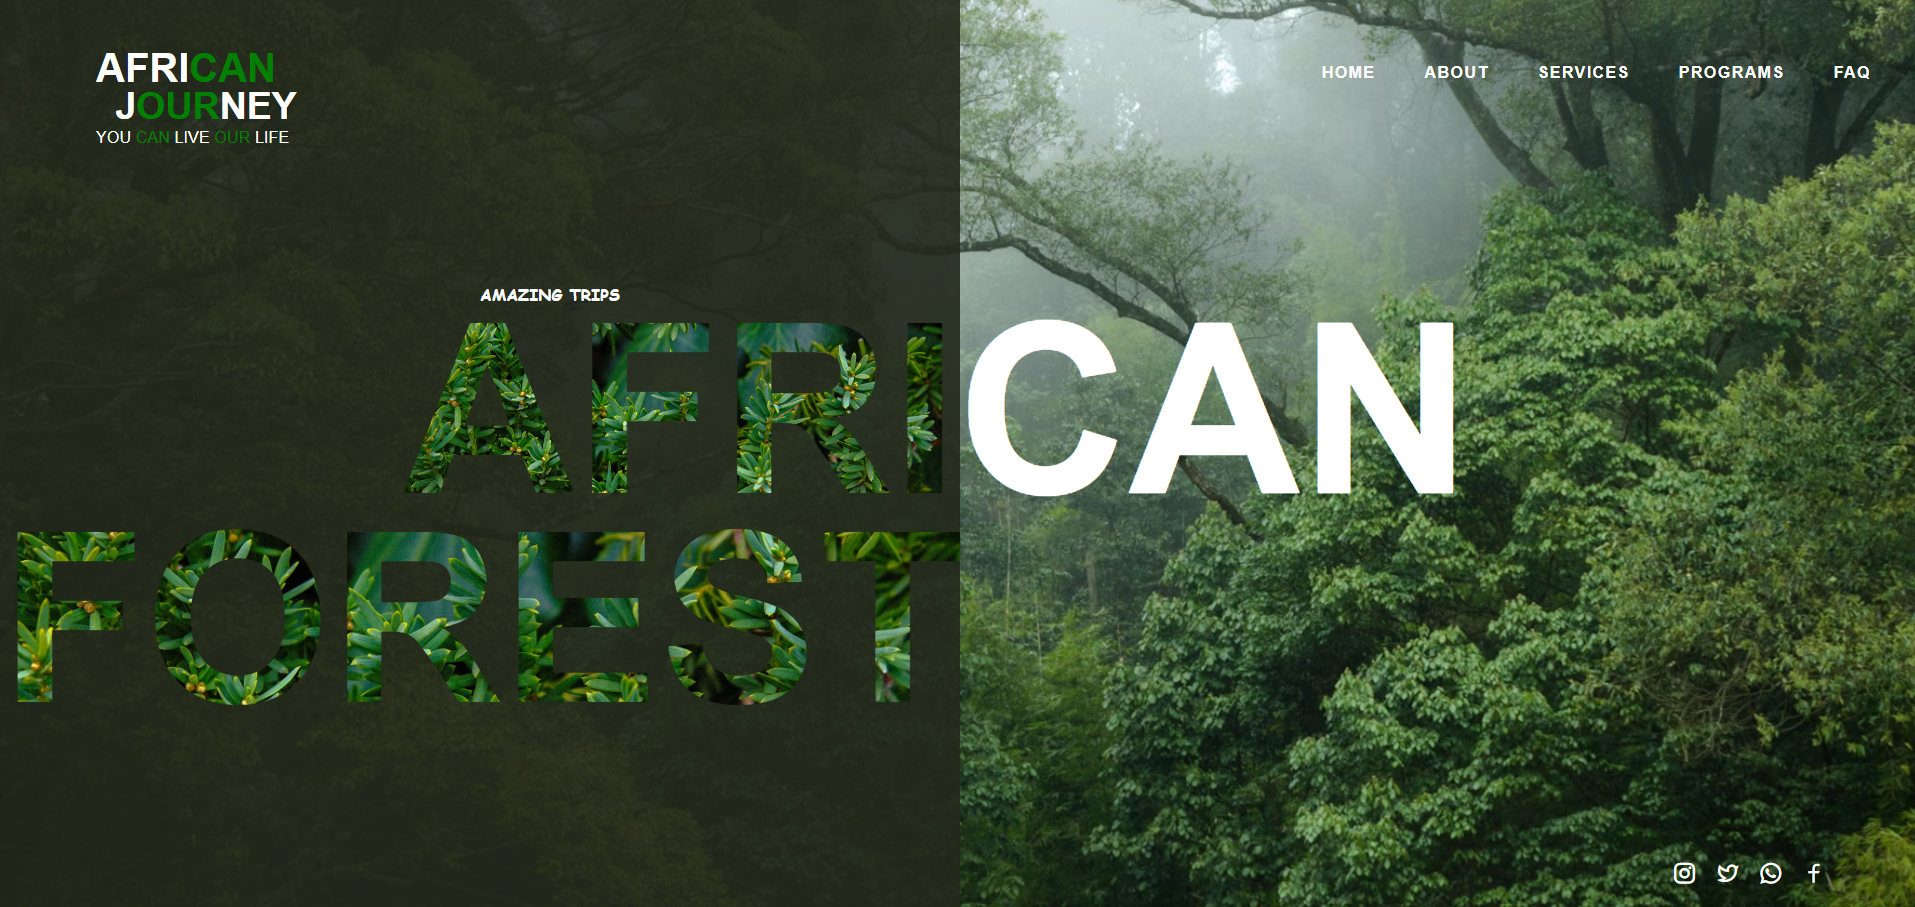 AFRICAN
JOURNEY
YOU CAN LIVE OUR LIFE
HOME ABOUT SERVICES PROGRAMS FAQ
AMAZING TRIPS
AFRICAN
FOREST